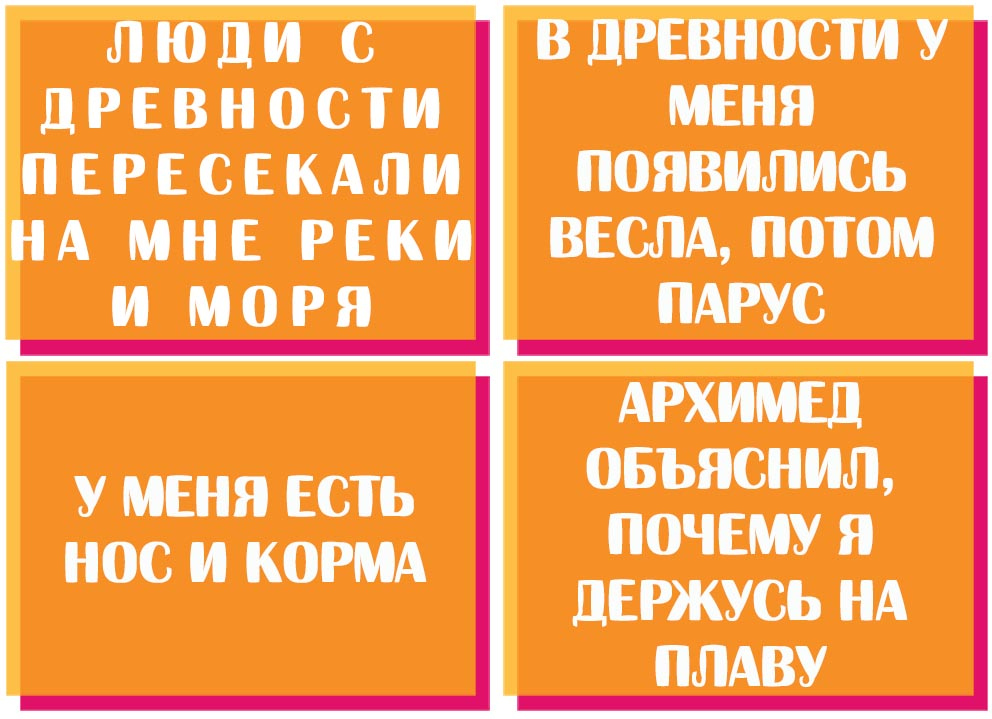 ЛЮДИ С
ДРЕВНОСТИ
ПЕРЕСЕКАЛИ
НА МНЕ РЕКИ
И МОРЯ
В ДРЕВНОСТИ У
МЕНЯ
ПОЯВИЛИСЬ
ВЕСЛА, ПОТОМ
ПАРУС
У МЕНЯ ЕСТЬ
НОС И КОРМА
АРХИМЕД
ОБЪЯСНИЛ,
ПОЧЕМУ Я
ДЕРЖУСЬ НА
ПЛАВУ